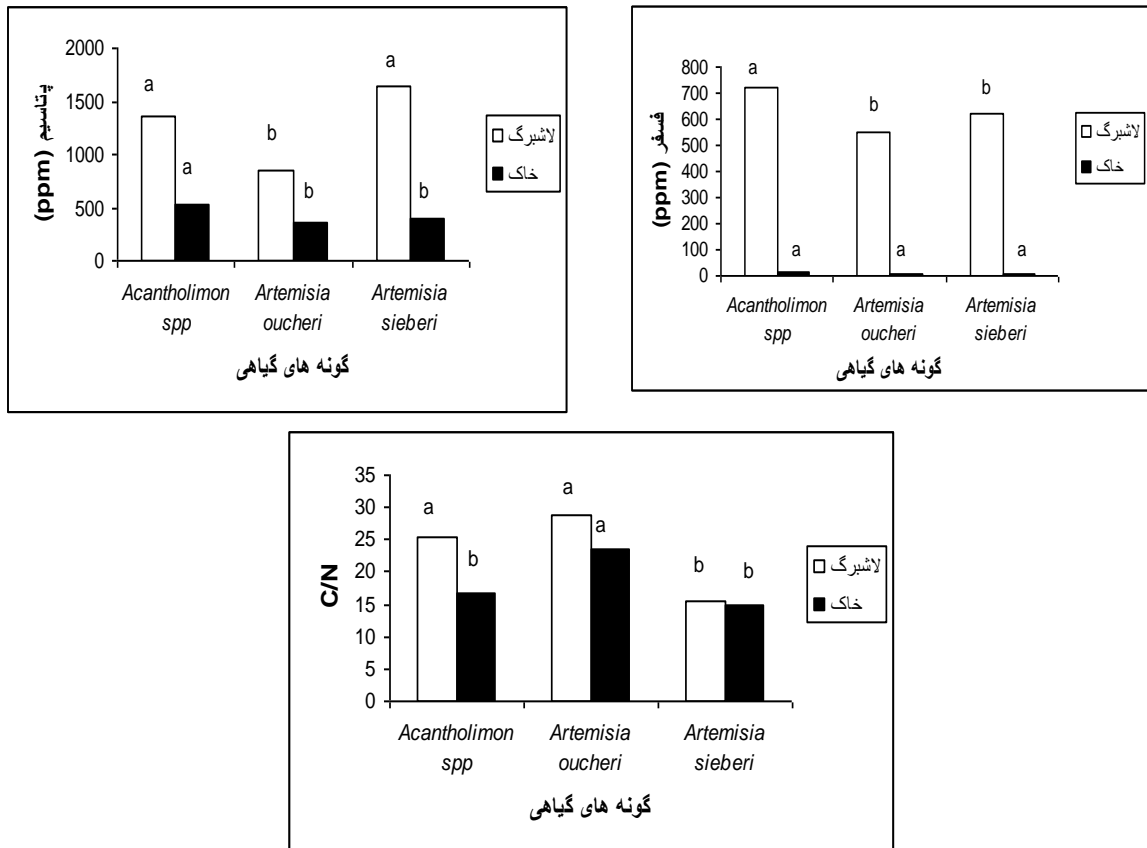 پتاسیم (ppm)
2000
1500
1000
500
0
a
a
b
b
a
b
Acantholimon
spp
Artemisia
oucheri
Artemisia
sieberi
گونه های گیاهی
لاشبرگ
خاک
فسفر (ppm)
800
700
600
500
400
300
200
100
0
a
a
b
a
b
a
Acantholimon
spp
Artemisia
oucheri
Artemisia
sieberi
گونه های گیاهی
لاشبرگ
خاک
C/N
35
30
25
20
15
10
5
0
a
b
a
a
b
b
Acantholimon
spp
Artemisia
oucheri
Artemisia
sieberi
گونه های گیاهی
لاشبرگ
خاک